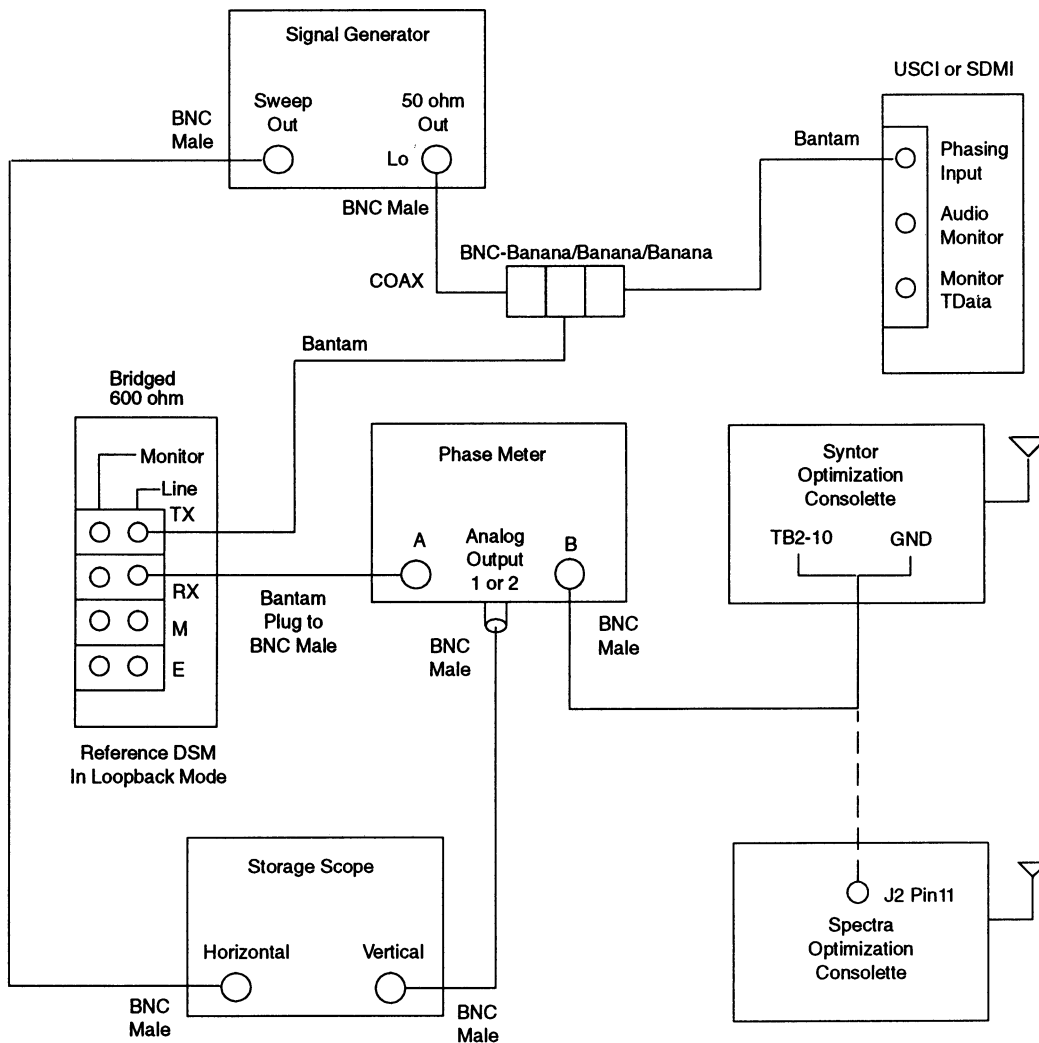 Signal Generator
Sweep
Out
50 ohm
Out
Lo
BNC
Male
BNC Male
COAX
BNC-Banana/Banana/Banana
Bantam
USCI or SDMI
Bantam
Phasing
Input
Audio
Monitor
Monitor
TData
Bridged
600 ohm
Monitor
Line
TX
RX
M
E
Reference DSM
In Loopback Mode
Bantam
Plug to
BNC Male
Phase Meter
A
Analog
Output
1 or 2
B
BNC
Male
BNC
Male
Syntor
Optimization
Consolette
TB2-10
GND
Storage Scope
Horizontal
Vertical
BNC
Male
BNC
Male
J2 Pin11
Spectra
Optimization
Consolette